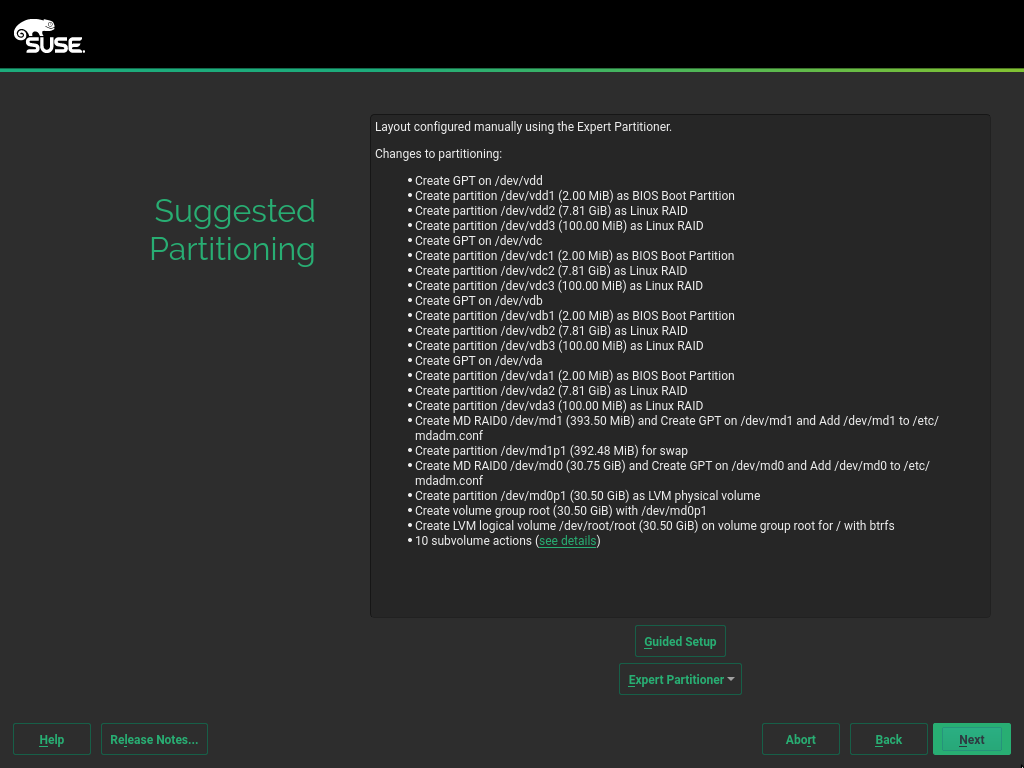 SUSE.
Suggested
Partitioning
Layout configured manually using the Expert Partitioner.
Changes to partitioning:
• Create GPT on /dev/vdd
• Create partition /dev/vdd1 (2.00 MiB) as BIOS Boot Partition
• Create partition /dev/vdd2 (7.81 GiB) as Linux RAID
• Create partition /dev/vdd3 (100.00 MiB) as Linux RAID
• Create GPT on /dev/vdc
• Create partition /dev/vdc1 (2.00 MiB) as BIOS Boot Partition
• Create partition /dev/vdc2 (7.81 GiB) as Linux RAID
• Create partition /dev/vdc3 (100.00 MiB) as Linux RAID
• Create GPT on /dev/vdb
• Create partition /dev/vdb1 (2.00 MiB) as BIOS Boot Partition
• Create partition /dev/vdb2 (7.81 GiB) as Linux RAID
• Create partition /dev/vdb3 (100.00 MiB) as Linux RAID
• Create GPT on /dev/vda
• Create partition /dev/vda1 (2.00 MiB) as BIOS Boot Partition
• Create partition /dev/vda2 (7.81 GiB) as Linux RAID
• Create partition /dev/vda3 (100.00 MiB) as Linux RAID
• Create MD RAID0 /dev/md1 (393.50 MiB) and Create GPT on /dev/md1 and Add /dev/md1 to /etc/
mdadm.conf
• Create partition /dev/md1p1 (392.48 MiB) for swap
• Create MD RAID0 /dev/md0 (30.75 GiB) and Create GPT on /dev/md0 and Add /dev/md0 to /etc/
mdadm.conf
• Create partition /dev/md0p1 (30.50 GiB) as LVM physical volume
• Create volume group root (30.50 GiB) with /dev/md0p1
• Create LVM logical volume /dev/root/root (30.50 GiB) on volume group root for / with btrfs
• 10 subvolume actions (see details)
Guided Setup
Expert Partitioner
Help
Release Notes...
Abort
Back
Next